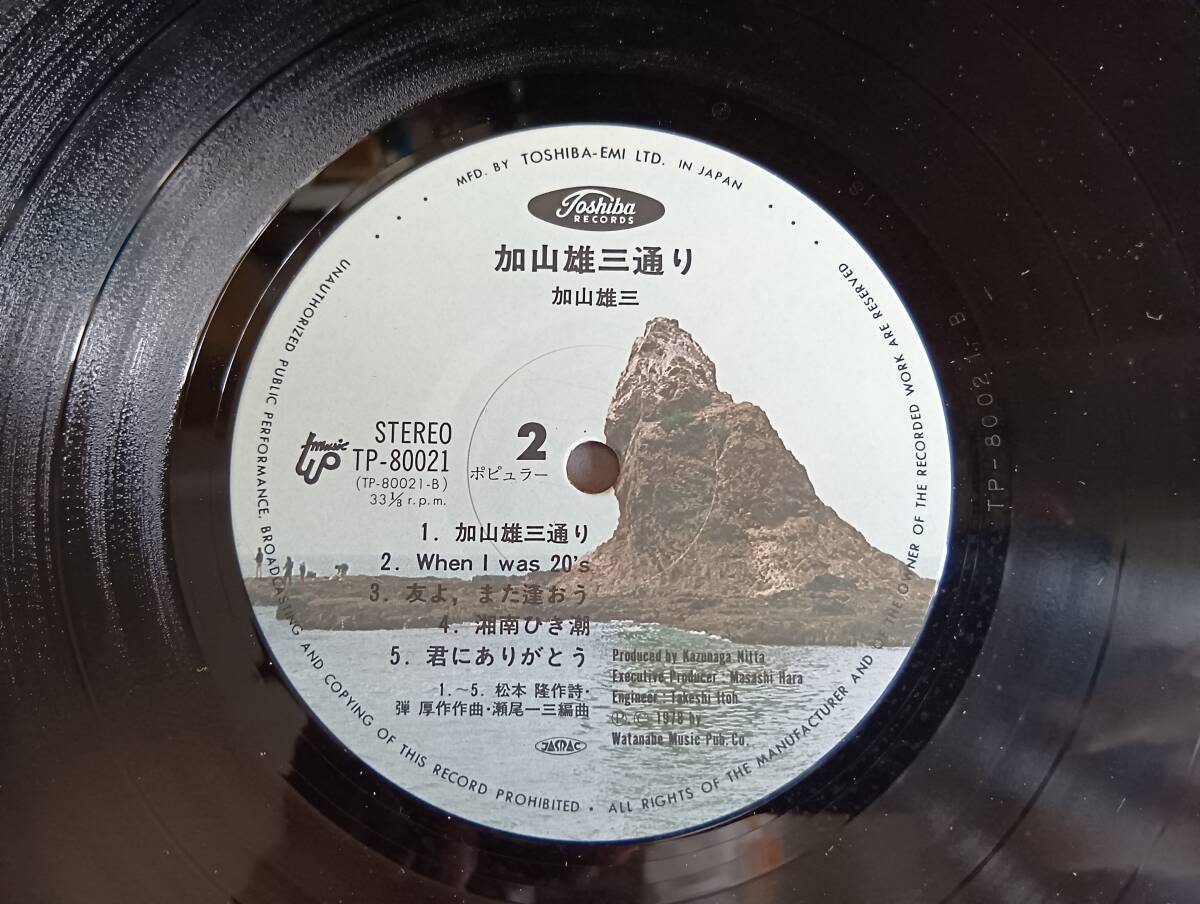 MFD. BY TOSHIBA-EMI LTD. IN JAPAN
Toshiba
RECORDS
加山雄三通り
加山雄三
music
up
STEREO
TP-80021
(TP-80021-B)
33⅓ r.p.m.
2
ポピュラー
1. 加山雄三通り
2. When I was 20's
3. 友よ, また逢おう
4. 湘南ひき潮
5. 君にありがとう
1.~5. 松本 隆作詩・
弾 厚作作曲・瀬尾一三編曲
JASRAC
Produced by Kazunaga Nitta
Executive Producer Masashi Hara
Engineer Takeshi Itoh
Ⓟ © 1978 by
Watanabe Music Pub. Co.
UNAUTHORIZED PUBLIC PERFORMANCE, BROADCASTING AND COPYING OF THIS RECORD PROHIBITED • ALL RIGHTS OF THE MANUFACTURER AND OF THE OWNER OF THE RECORDED WORK ARE RESERVED